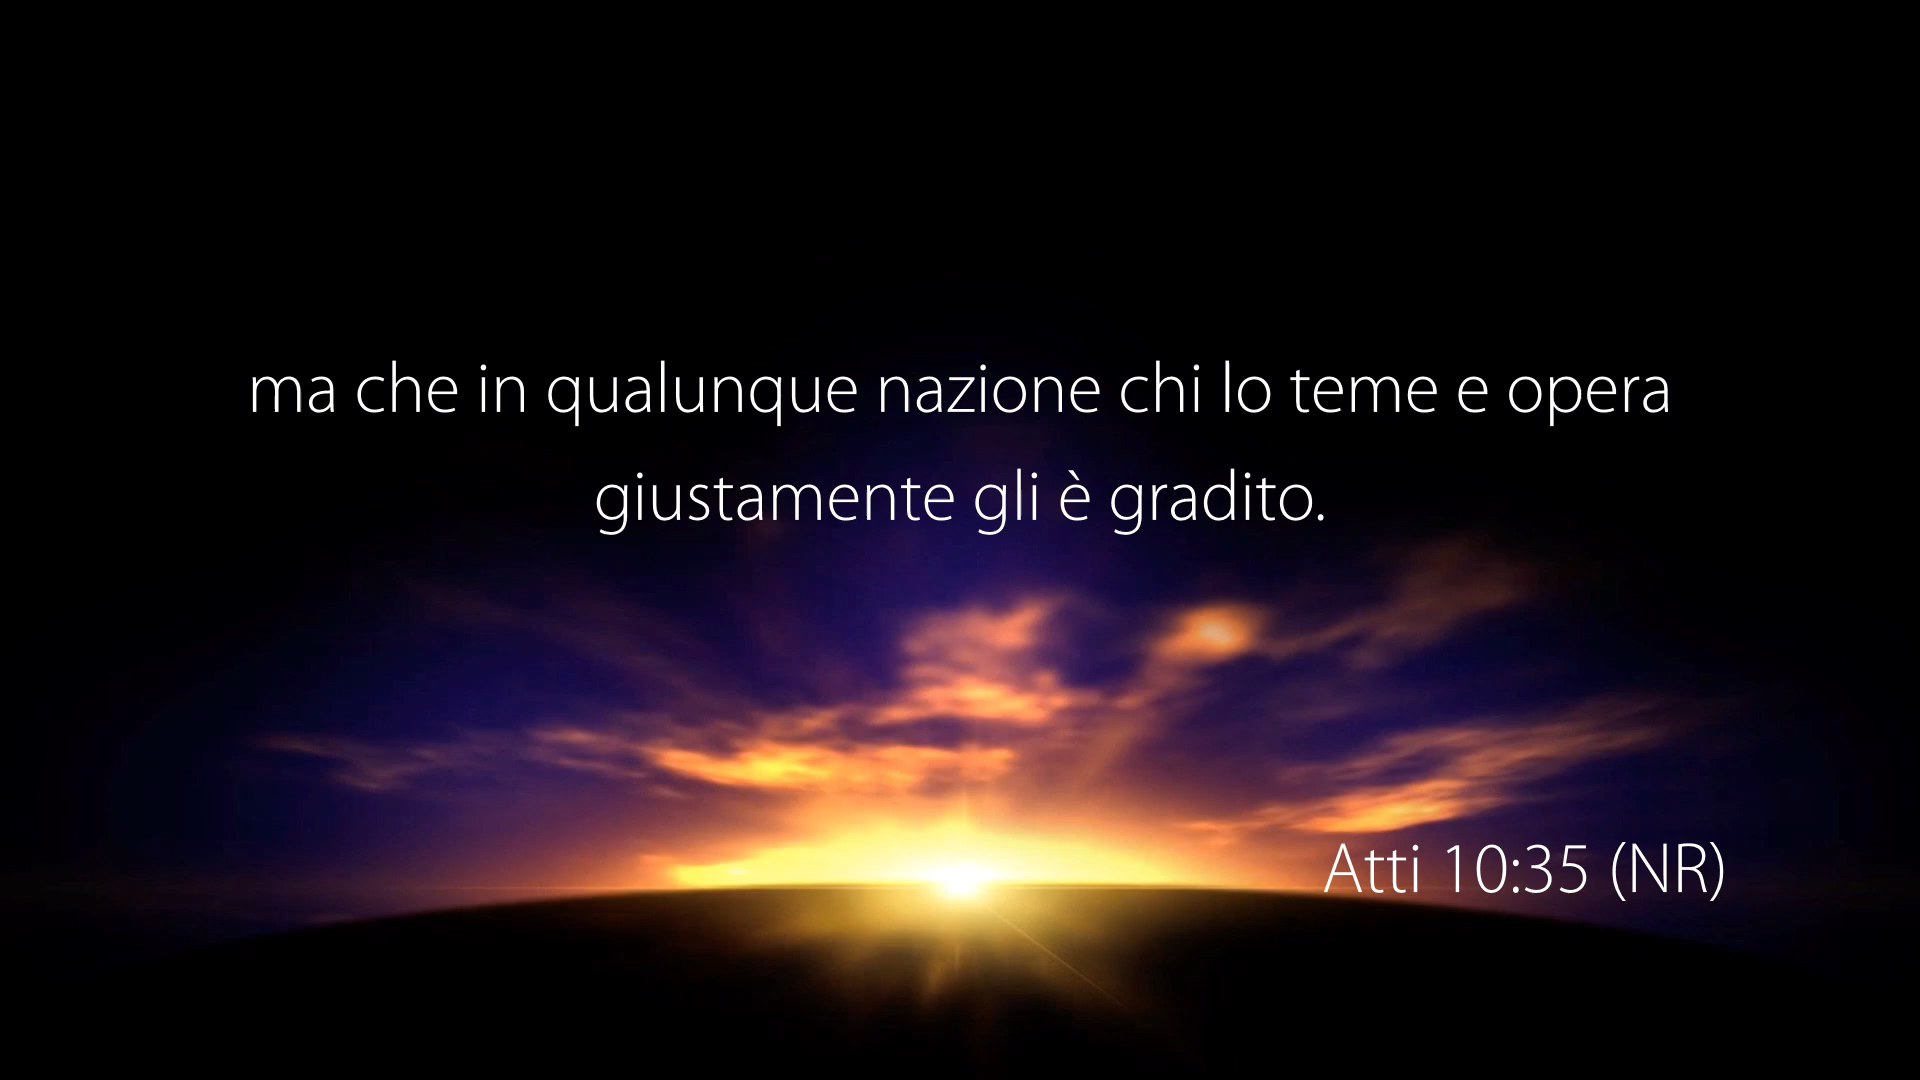 ma che in qualunque nazione chi lo teme e opera
giustamente gli è gradito.
Atti 10:35 (NR)